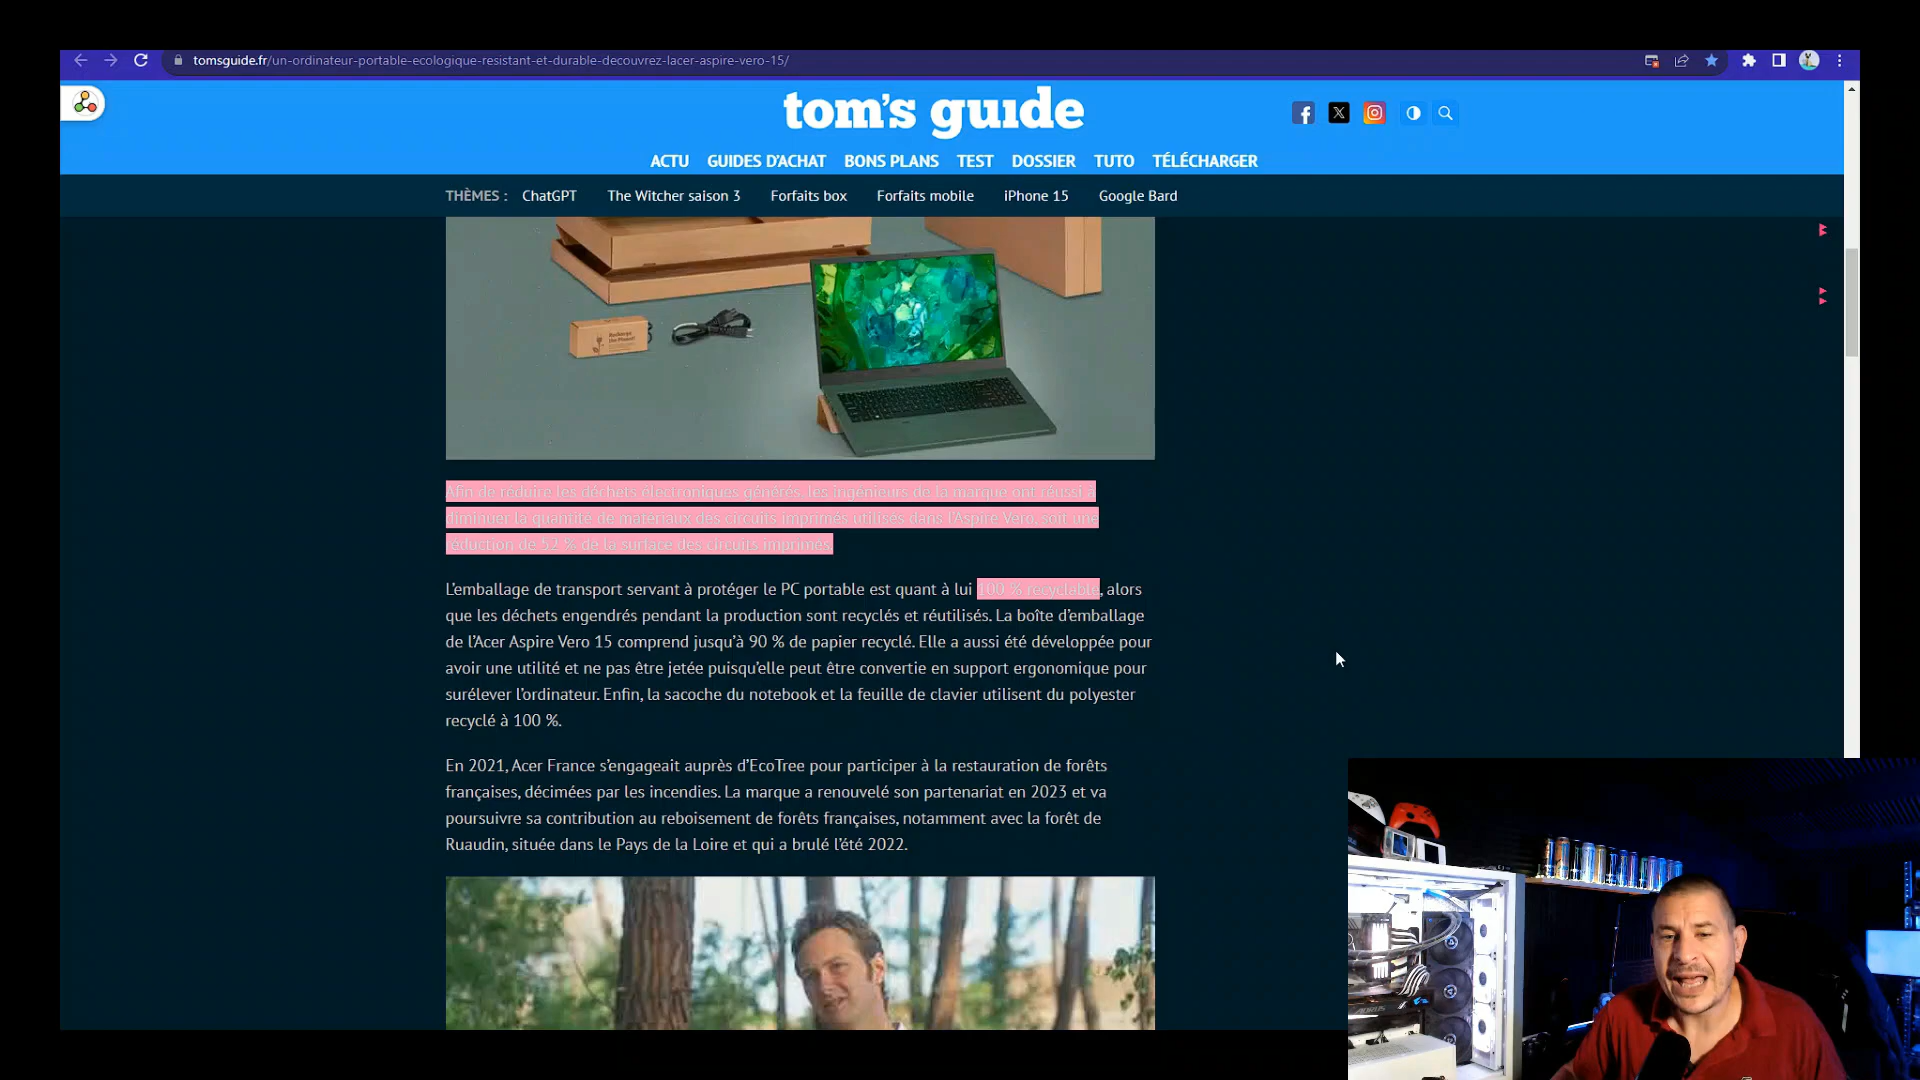 tomsguide.fr/un-ordinateur-portable-ecologique-resistant-et-durable-decouvrez-lacer-aspire-vero-15/
tom's guide
ACTU GUIDES D'ACHAT BONS PLANS TEST DOSSIER TUTO TÉLÉCHARGER
THÈMES : ChatGPT The Witcher saison 3 Forfaits box Forfaits mobile iPhone 15 Google Bard
Afin de réduire les déchets électroniques générés, les ingénieurs de la marque ont réussi à
diminuer la quantité de matériaux des circuits imprimés utilisés dans l'Aspire Vero, soit une
réduction de 52 % de la surface des circuits imprimés.
L'emballage de transport servant à protéger le PC portable est quant à lui 100 % recyclable, alors
que les déchets engendrés pendant la production sont recyclés et réutilisés. La boîte d'emballage
de l'Acer Aspire Vero 15 comprend jusqu'à 90 % de papier recyclé. Elle a aussi été développée pour
avoir une utilité et ne pas être jetée puisqu'elle peut être convertie en support ergonomique pour
surélever l'ordinateur. Enfin, la sacoche du notebook et la feuille de clavier utilisent du polyester
recyclé à 100 %.
En 2021, Acer France s'engageait auprès d'EcoTree pour participer à la restauration de forêts
françaises, décimées par les incendies. La marque a renouvelé son partenariat en 2023 et va
poursuivre sa contribution au reboisement de forêts françaises, notamment avec la forêt de
Ruaudin, située dans le Pays de la Loire et qui a brulé l'été 2022.
AORUS